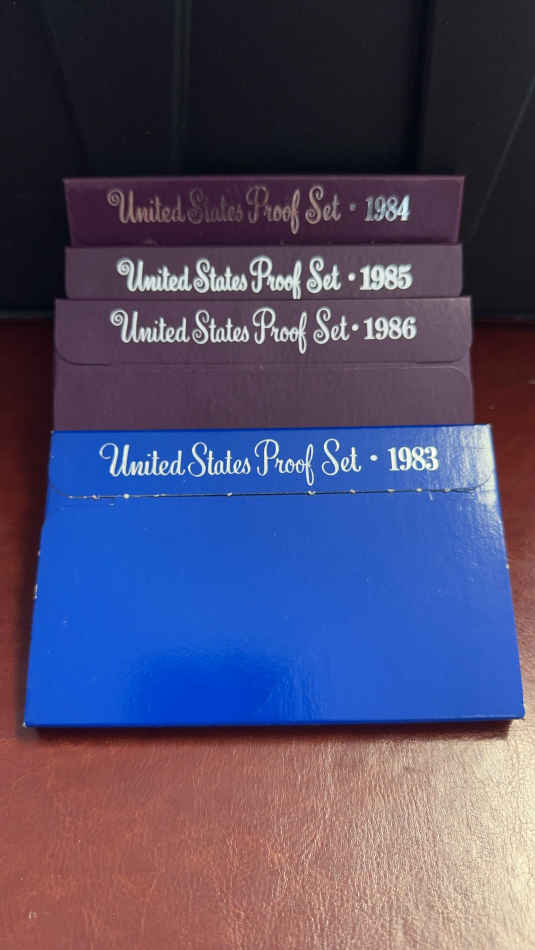 United States Proof Set • 1984
United States Proof Set • 1985
United States Proof Set • 1986
United States Proof Set • 1983